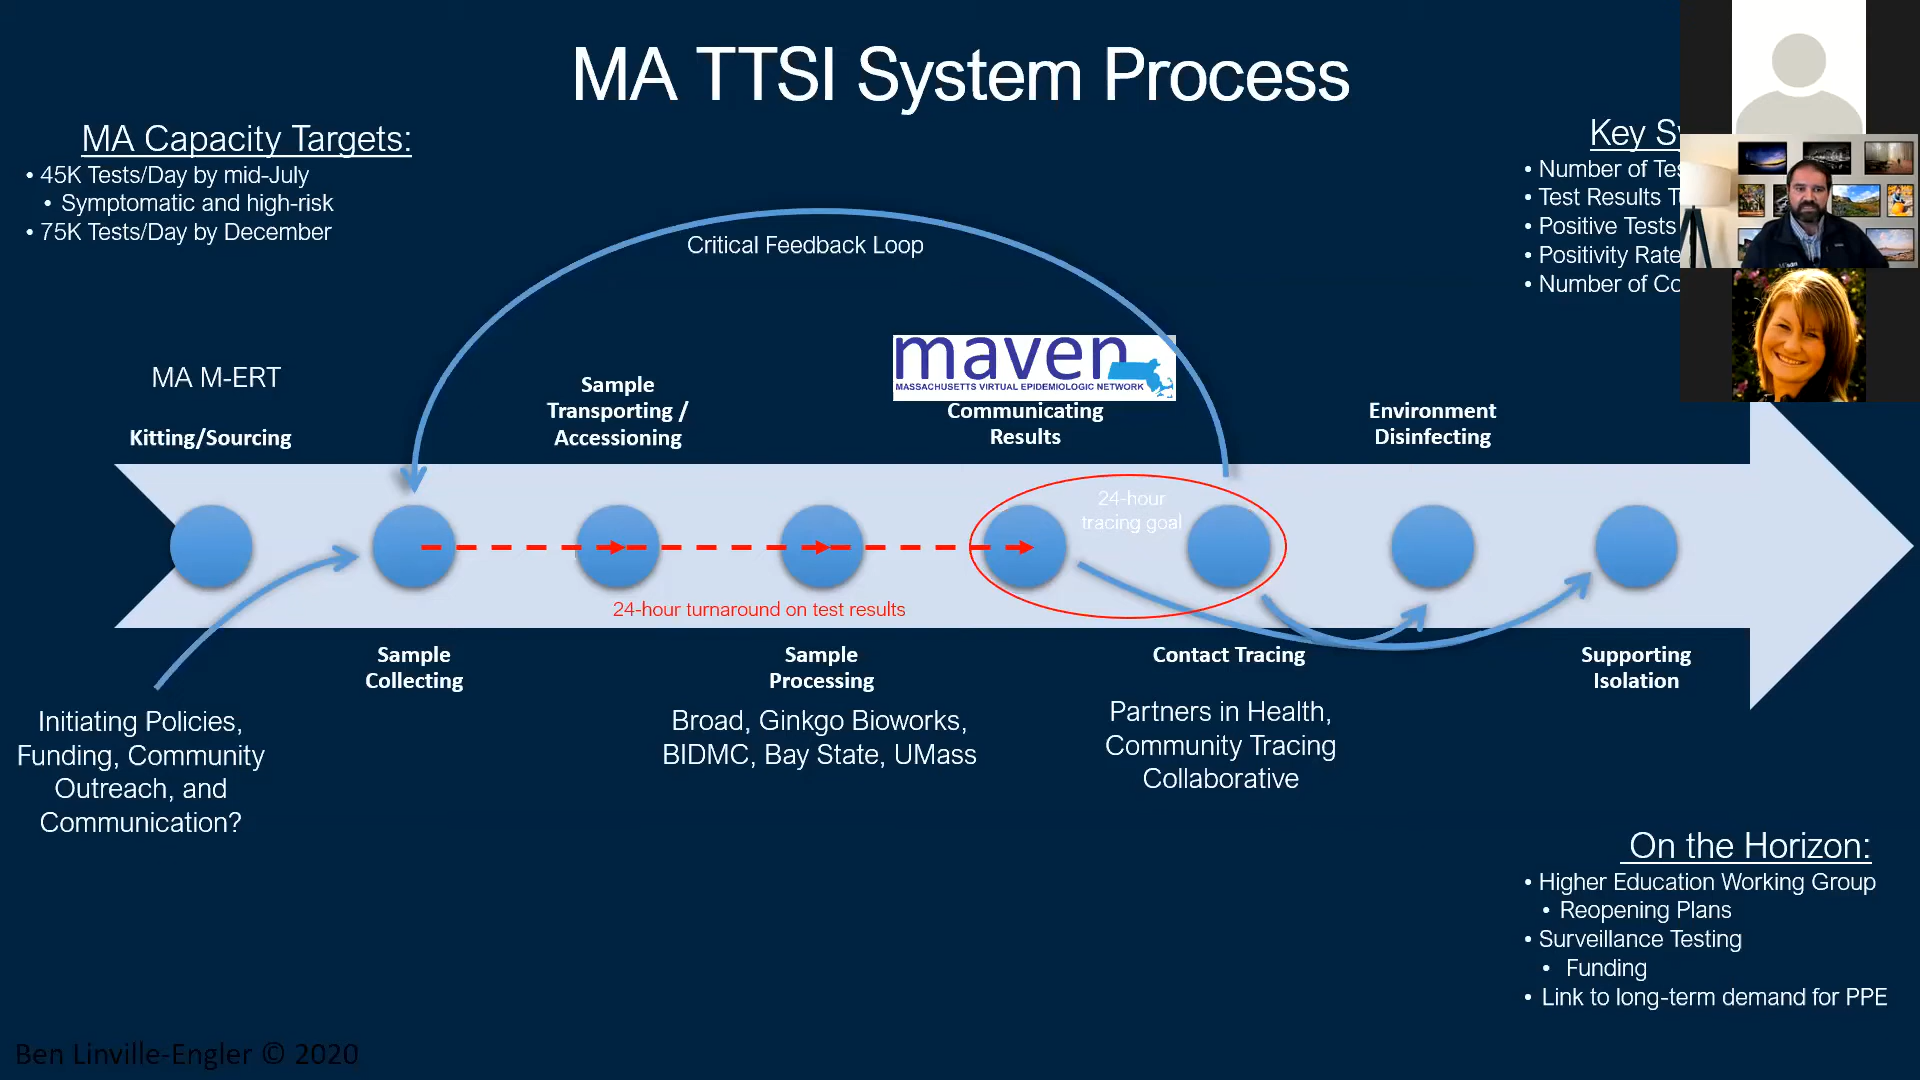 MA TTSI System Process
MA Capacity Targets:
• 45K Tests/Day by mid-July
• Symptomatic and high-risk
• 75K Tests/Day by December
Key Sy
• Number of Tes
• Test Results T
• Positive Tests
• Positivity Rate
• Number of Co
Critical Feedback Loop
maven
MASSACHUSETTS VIRTUAL EPIDEMIOLOGIC NETWORK
MA M-ERT
Kitting/Sourcing
Sample
Transporting /
Accessioning
Communicating
Results
Environment
Disinfecting
24-hour
tracing goal
24-hour turnaround on test results
Sample
Collecting
Sample
Processing
Contact Tracing
Supporting
Isolation
Initiating Policies,
Funding, Community
Outreach, and
Communication?
Broad, Ginkgo Bioworks,
BIDMC, Bay State, UMass
Partners in Health,
Community Tracing
Collaborative
On the Horizon:
• Higher Education Working Group
• Reopening Plans
• Surveillance Testing
• Funding
• Link to long-term demand for PPE
Ben Linville-Engler © 2020